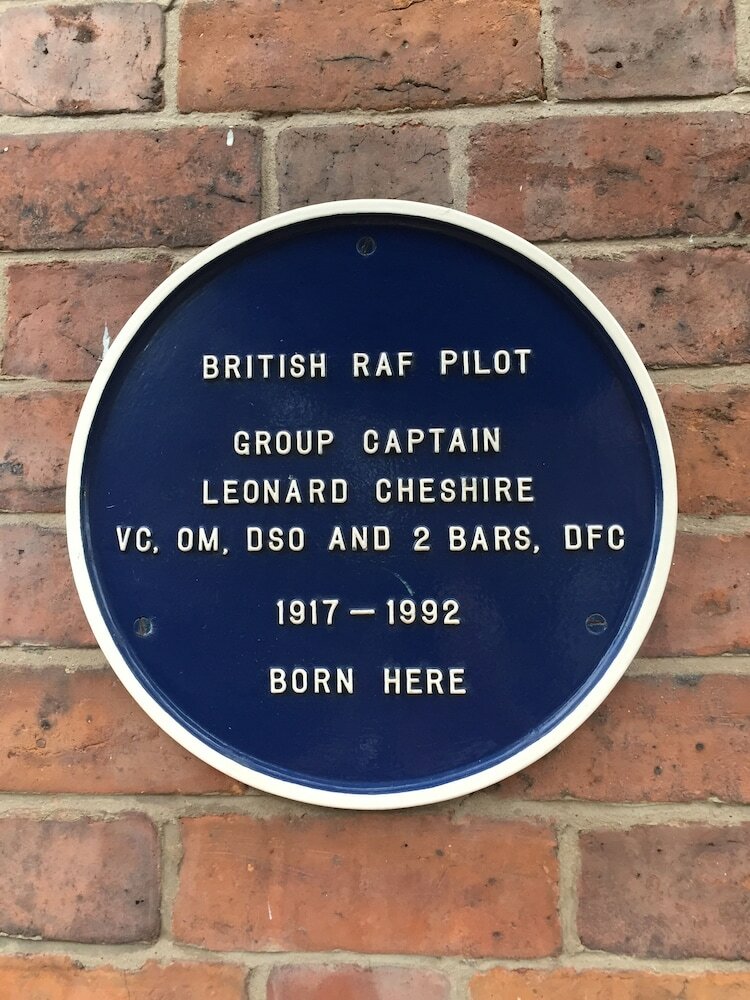 BRITISH RAF PILOT
GROUP CAPTAIN
LEONARD CHESHIRE
VC, OM, DSO AND 2 BARS, DFC
1917 — 1992
BORN HERE